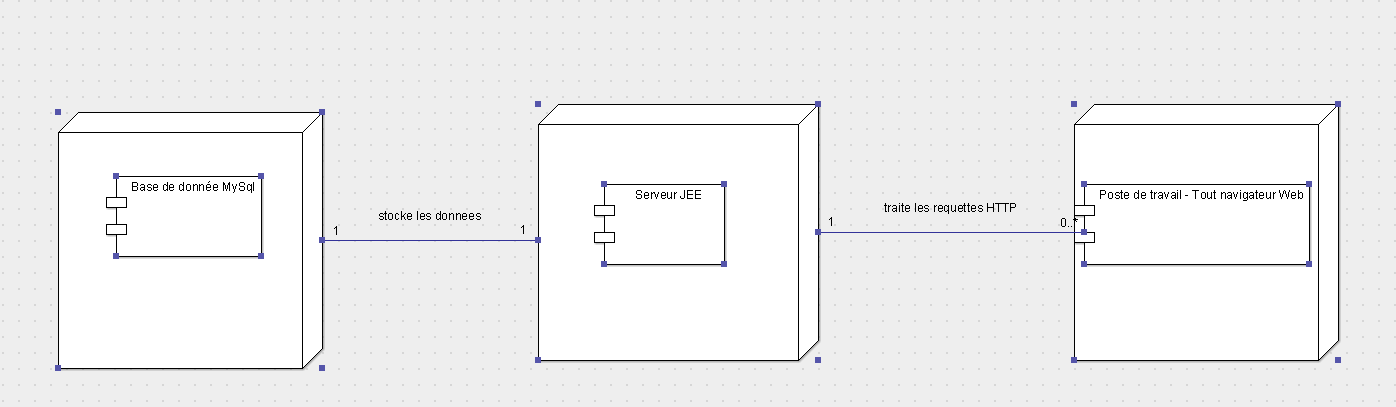 Base de donnée MySql
stocke les donnees
1
1
Serveur JEE
traite les requettes HTTP
1
0..*
Poste de travail - Tout navigateur Web